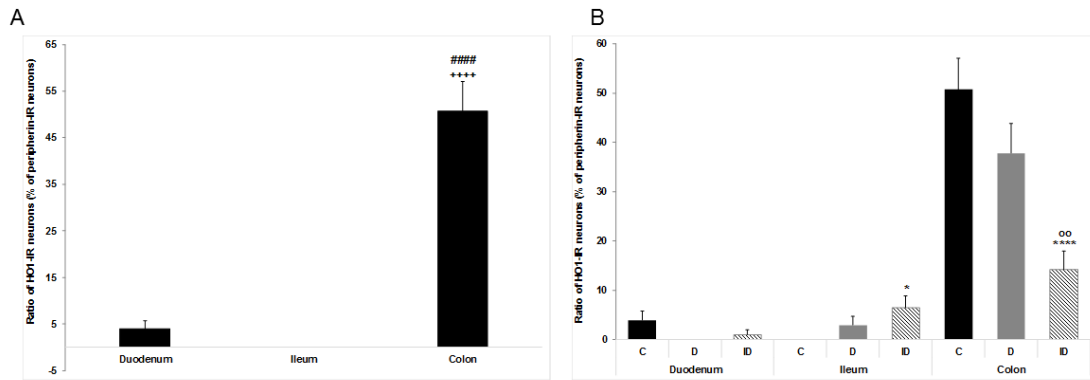 A
B
Ratio of HO1-IR neurons (% of peripherin-IR neurons)
65
55
45
35
25
15
5
-5
####
++++
Duodenum Ileum Colon
Ratio of HO1-IR neurons (% of peripherin-IR neurons)
60
50
40
30
20
10
0
*
oo
****
C D ID C D ID C D ID
Duodenum Ileum Colon